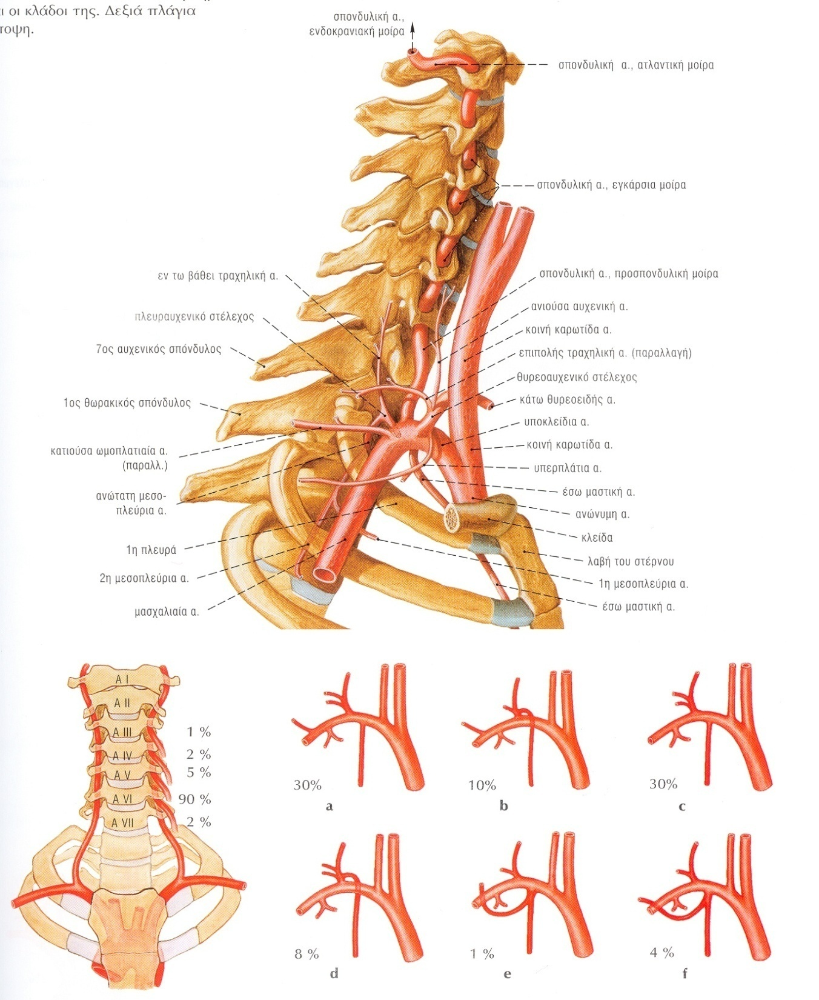 ι οι κλάδοι της. Δεξιά πλάγια
τοψη.
σπονδυλική α.,
ενδοκρανιακή μοίρα
σπονδυλική α., ατλαντική μοίρα
σπονδυλική α., εγκάρσια μοίρα
εν τω βάθει τραχηλική α.
πλευραυχενικό στέλεχος
7ος αυχενικός σπόνδυλος
1ος θωρακικός σπόνδυλος
κατιούσα ωμοπλατιαία α.
(παραλλ.)
ανώτατη μεσο-
πλεύρια α.
1η πλευρά
2η μεσοπλεύρια α.
μασχαλιαία α.
σπονδυλική α., προσπονδυλική μοίρα
ανιούσα αυχενική α.
κοινή καρωτίδα α.
επιπολής τραχηλική α. (παραλλαγή)
θυρεοαυχενικό στέλεχος
κάτω θυρεοειδής α.
υποκλείδια α.
κοινή καρωτίδα α.
υπερπλάτια α.
έσω μαστική α.
ανώνυμη α.
κλείδα
λαβή του στέρνου
1η μεσοπλεύρια α.
έσω μαστική α.
A I
A II
A III 1 %
A IV 2 %
A V 5 %
A VI 90 %
A VII 2 %
30% 10% 30%
a b c
8 % 1 % 4 %
d e f